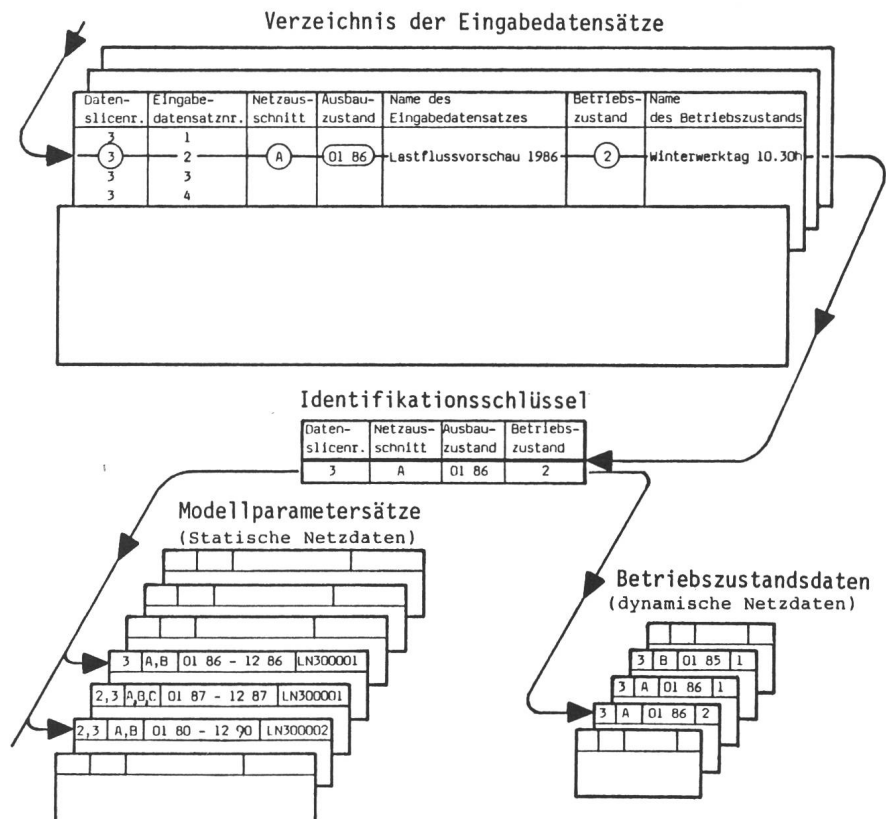 Verzeichnis der Eingabedatensätze
Daten- Eingabe- Netzaus- Ausbau- Name des Betriebs- Name
slicenr. datensatznr. schnitt zustand Eingabedatensatzes zustand des Betriebszustands
3 1
3 2 A 01 86 Lastflussvorschau 1986 2 Winterwerktag 10.30h
3 3
3 4
Identifikationsschlüssel
Daten- Netzaus- Ausbau- Betriebs-
slicenr. schnitt zustand zustand
3 A 01 86 2
Modellparametersätze
(Statische Netzdaten)
3 A,B 01 86 - 12 86 LN300001
2,3 A,B,C 01 87 - 12 87 LN300001
2,3 A,B 01 80 - 12 90 LN300002
Betriebszustandsdaten
(dynamische Netzdaten)
3 B 01 85 1
3 A 01 86 1
3 A 01 86 2